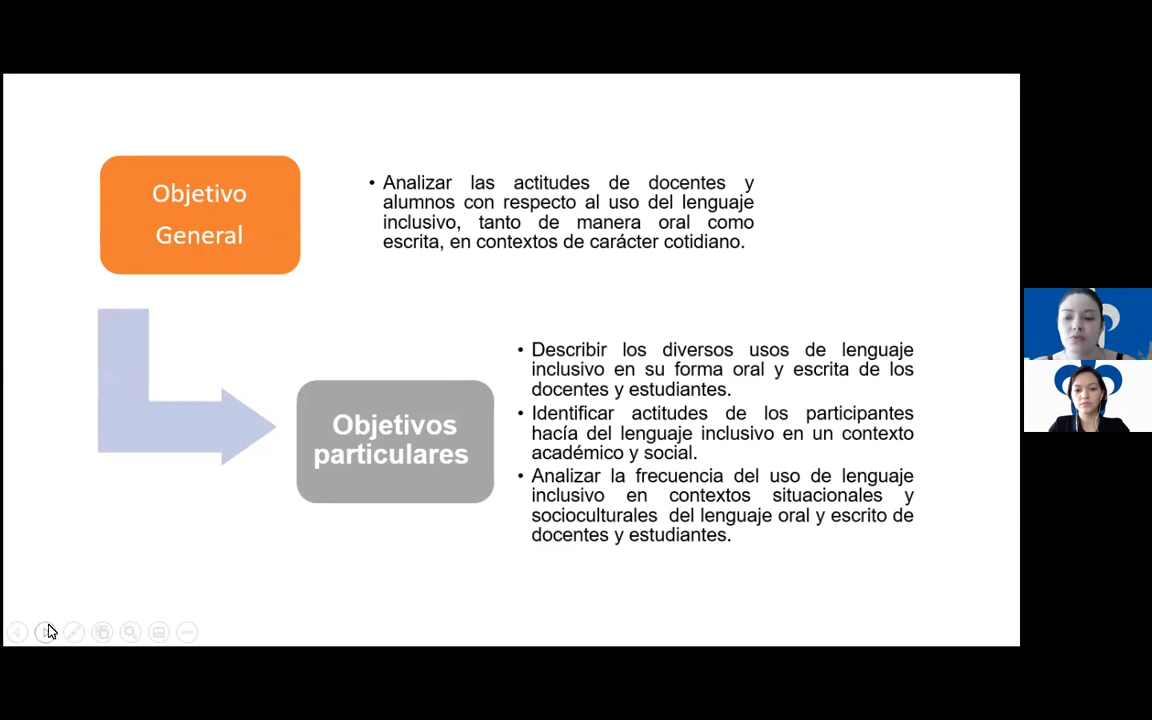 Objetivo
General
• Analizar las actitudes de docentes y
alumnos con respecto al uso del lenguaje
inclusivo, tanto de manera oral como
escrita, en contextos de carácter cotidiano.
Objetivos
particulares
• Describir los diversos usos de lenguaje
inclusivo en su forma oral y escrita de los
docentes y estudiantes.
• Identificar actitudes de los participantes
hacía del lenguaje inclusivo en un contexto
académico y social.
• Analizar la frecuencia del uso de lenguaje
inclusivo en contextos situacionales y
socioculturales del lenguaje oral y escrito de
docentes y estudiantes.